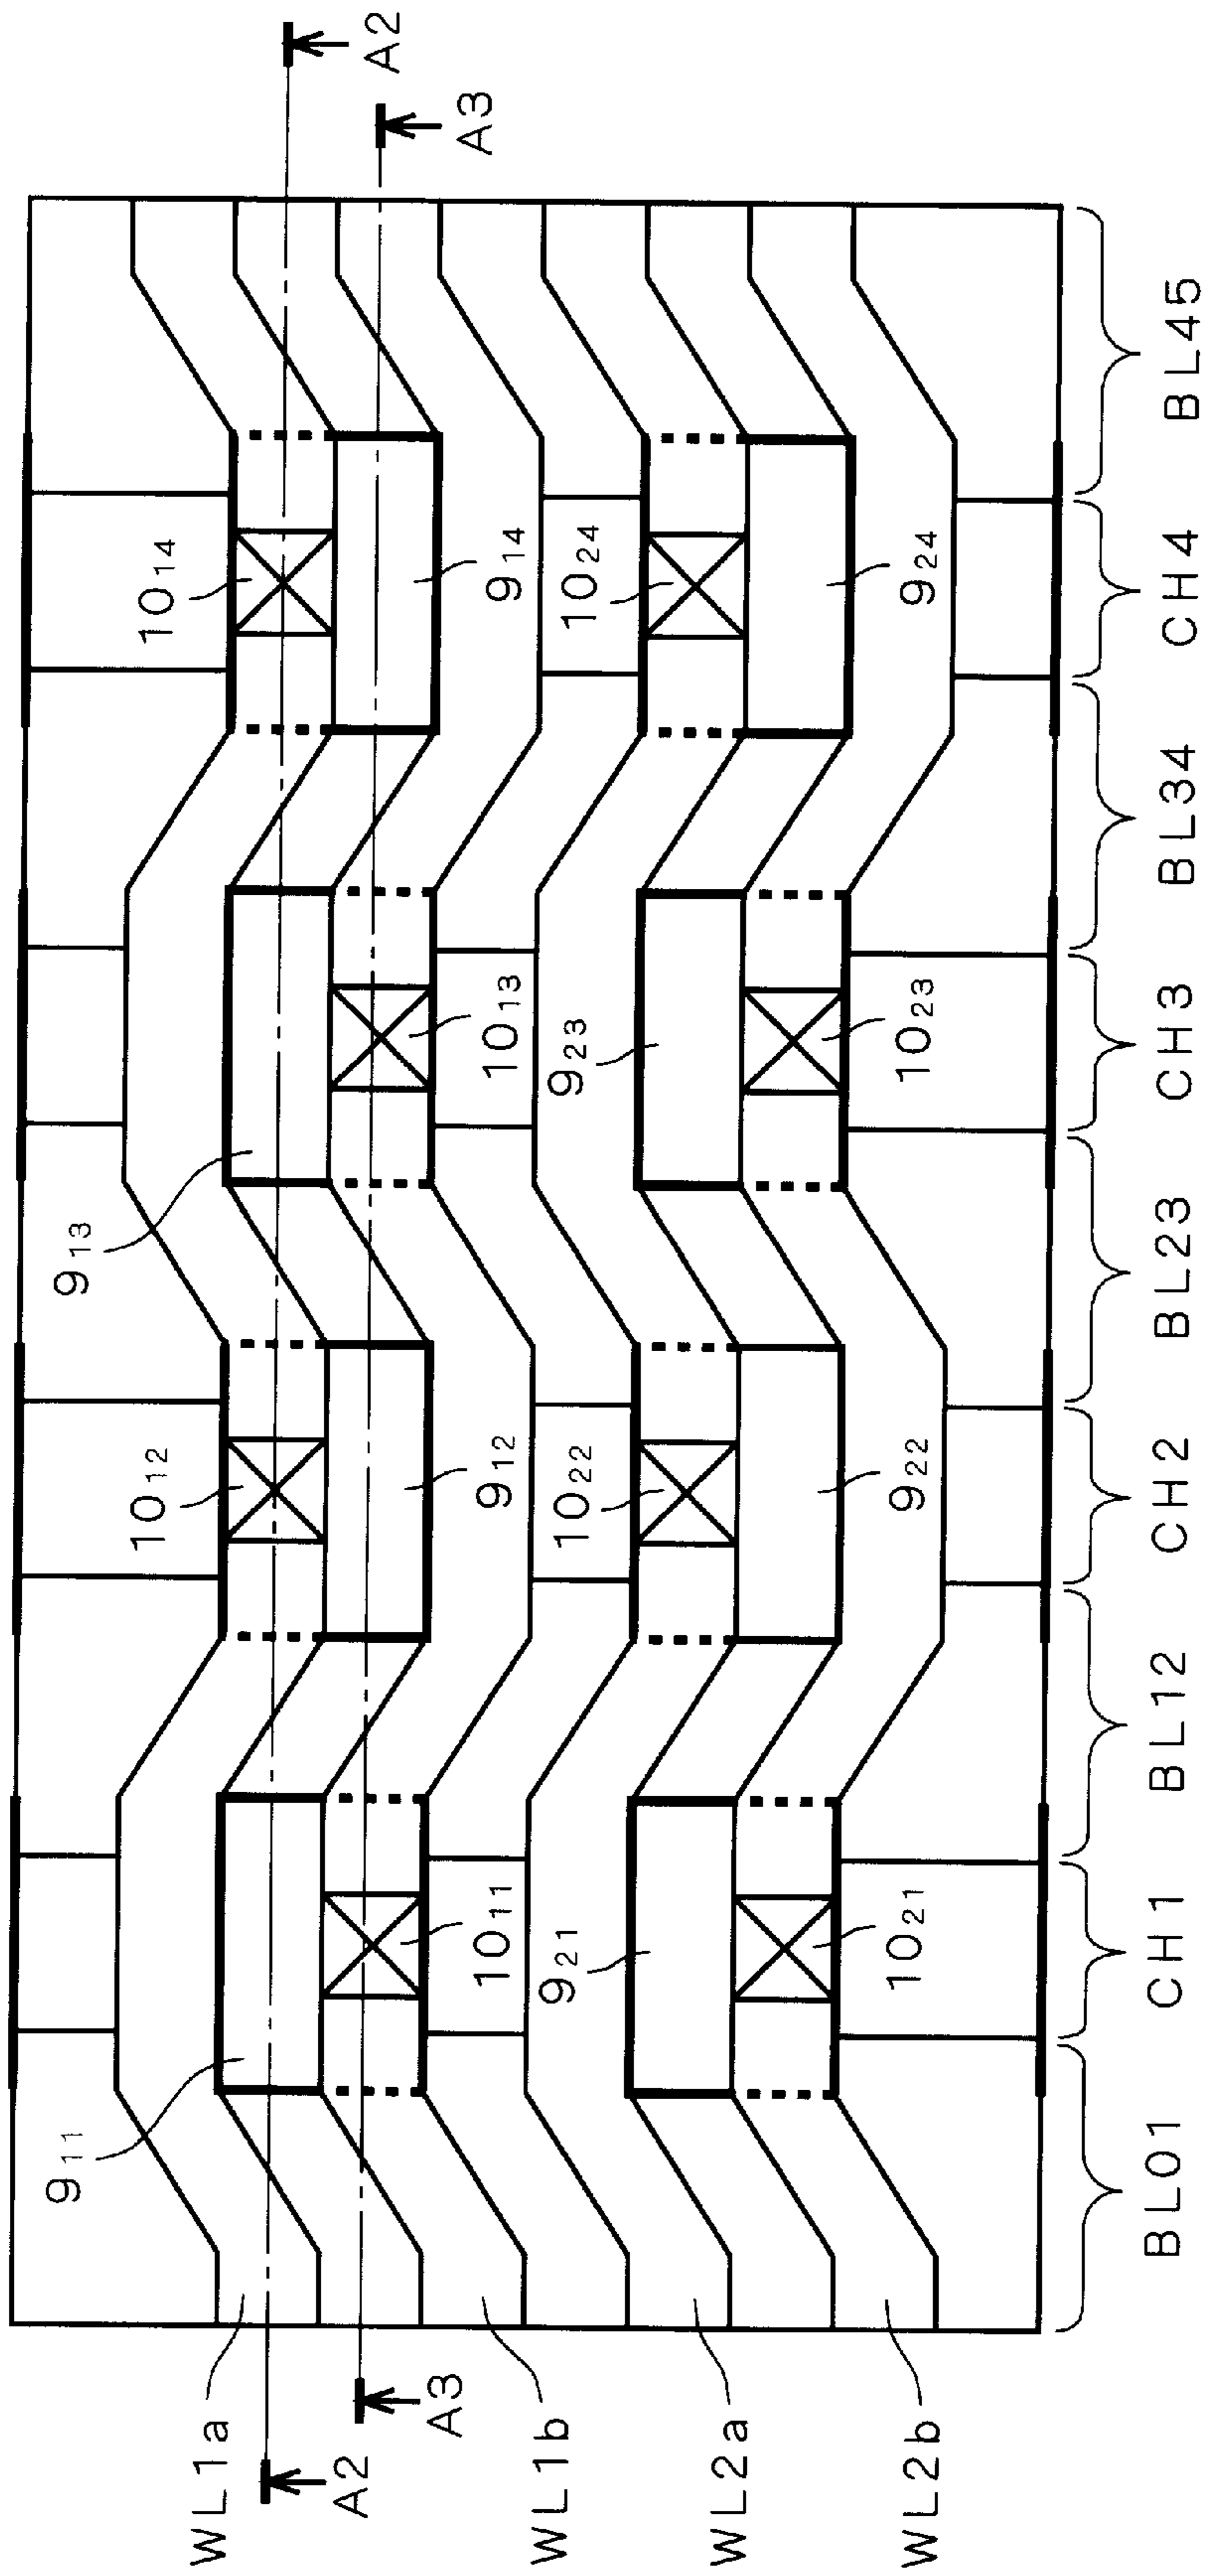 A2
A3
10₁₄
9₁₄
10₂₄
9₂₄
9₁₃
10₁₃
9₂₃
10₂₃
10₁₂
9₁₂
10₂₂
9₂₂
9₁₁
10₁₁
9₂₁
10₂₁
WL1a
WL1b
WL2a
WL2b
A2
A3
BL01
CH1
BL12
CH2
BL23
CH3
BL34
CH4
BL45